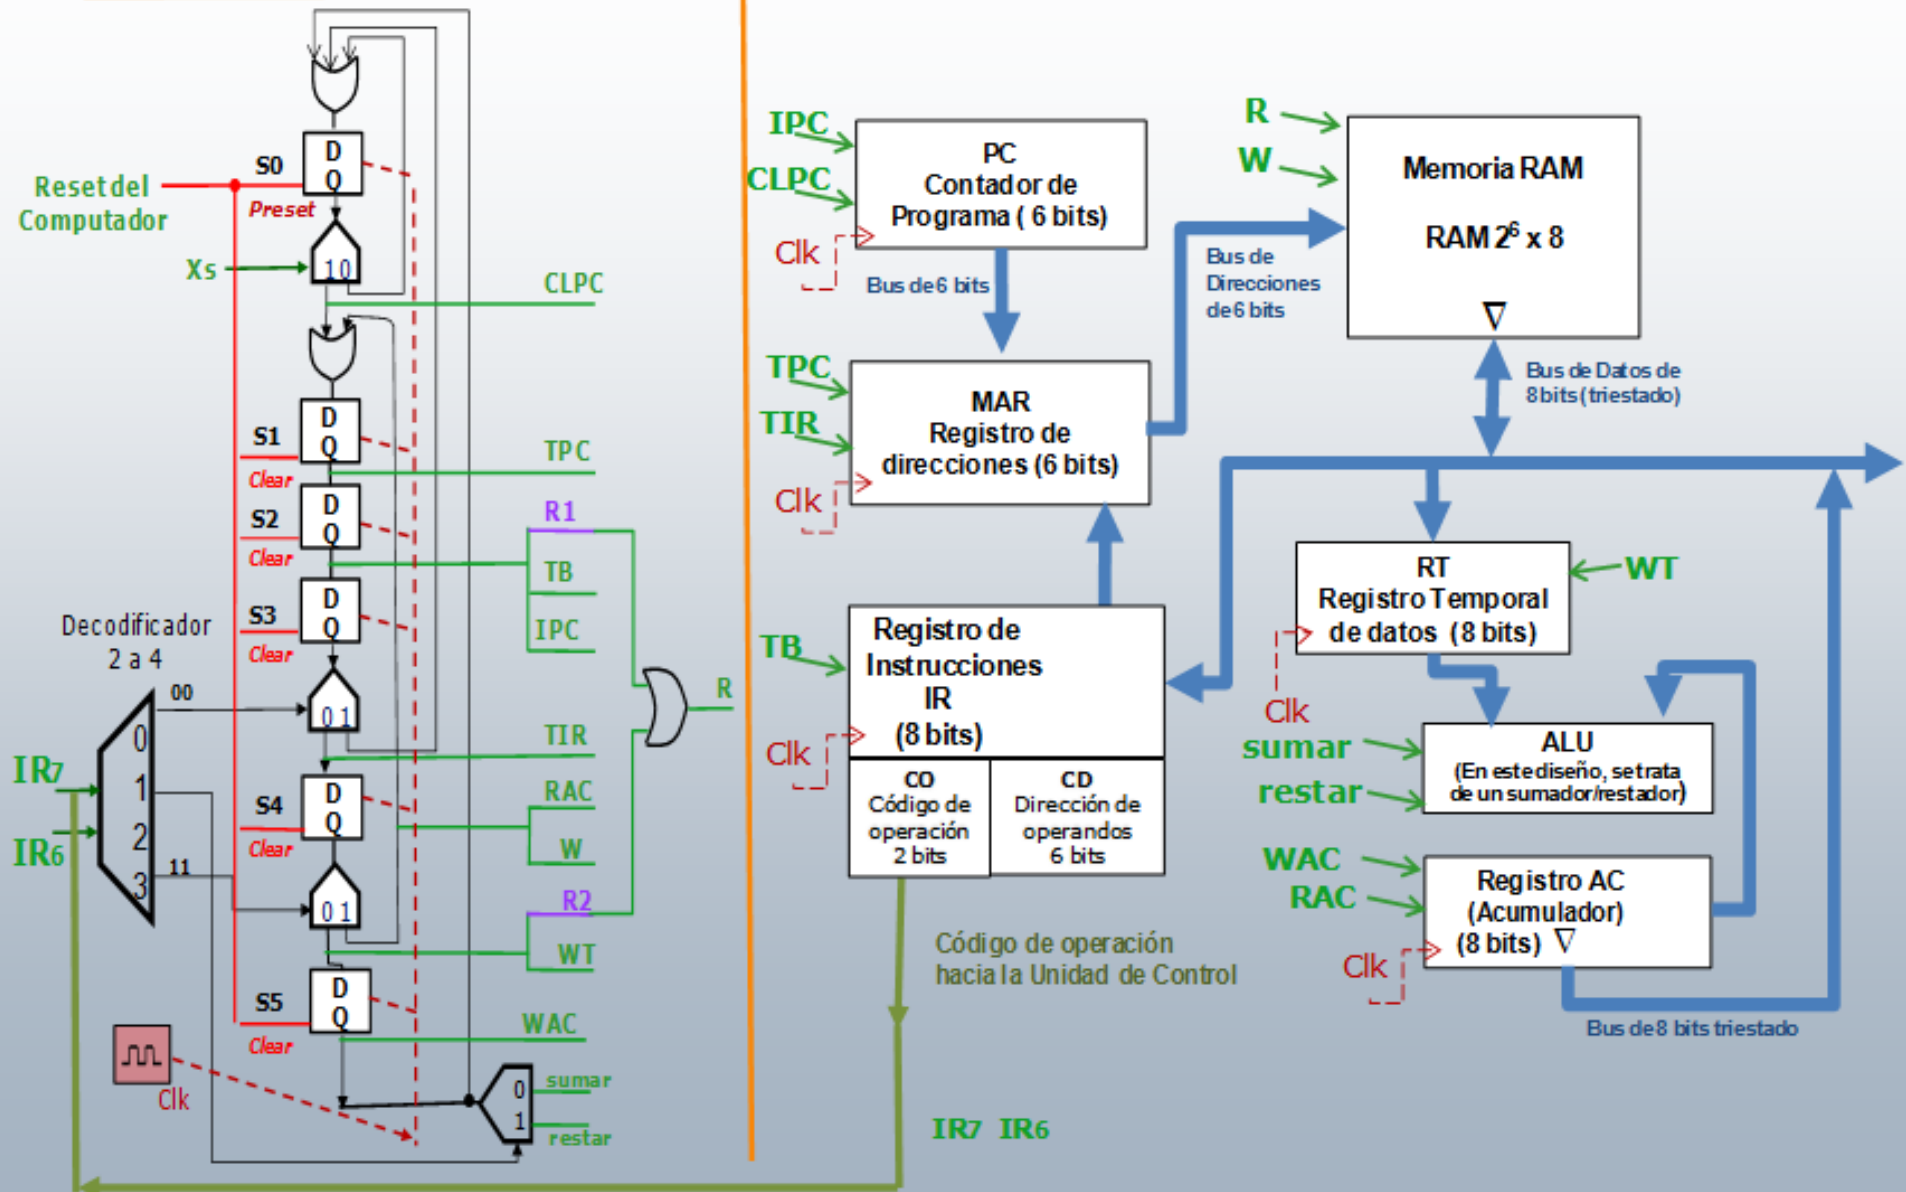 D
Q
S0
Preset
Reset del
Computador
Xs
1 0
CLPC
D
Q
S1
Clear
TPC
D
Q
S2
Clear
R1
TB
IPC
D
Q
S3
Clear
Decodificador
2 a 4
00
0 1
R
TIR
0
1
2
3
IR7
IR6
11
D
Q
S4
Clear
RAC
W
0 1
R2
WT
D
Q
S5
Clear
WAC
Clk
0
1
sumar
restar
IPC
CLPC
Clk
PC
Contador de
Programa ( 6 bits)
Bus de 6 bits
R
W
Memoria RAM
RAM 2⁶ x 8
∇
Bus de
Direcciones
de 6 bits
Bus de Datos de
8 bits (triestado)
TPC
TIR
Clk
MAR
Registro de
direcciones (6 bits)
RT
Registro Temporal
de datos (8 bits)
WT
Clk
TB
Clk
Registro de
Instrucciones
IR
(8 bits)
CO
Código de
operación
2 bits
CD
Dirección de
operandos
6 bits
sumar
restar
ALU
(En este diseño, se trata
de un sumador/restador)
WAC
RAC
Clk
Registro AC
(Acumulador)
(8 bits) ∇
Bus de 8 bits triestado
Código de operación
hacia la Unidad de Control
IR7 IR6